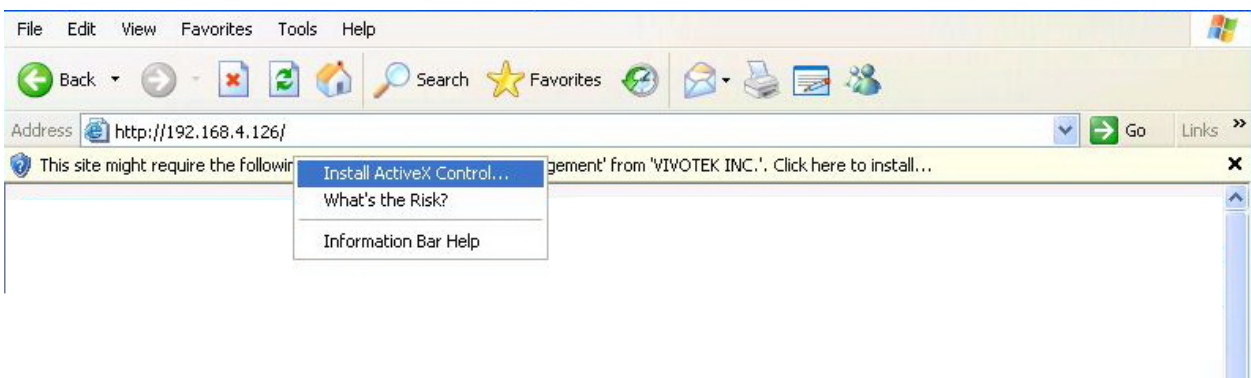 File Edit View Favorites Tools Help
Back Search Favorites
Address http://192.168.4.126/ Go Links »
This site might require the following gement' from 'VIVOTEK INC.'. Click here to install...
Install ActiveX Control...
What's the Risk?
Information Bar Help